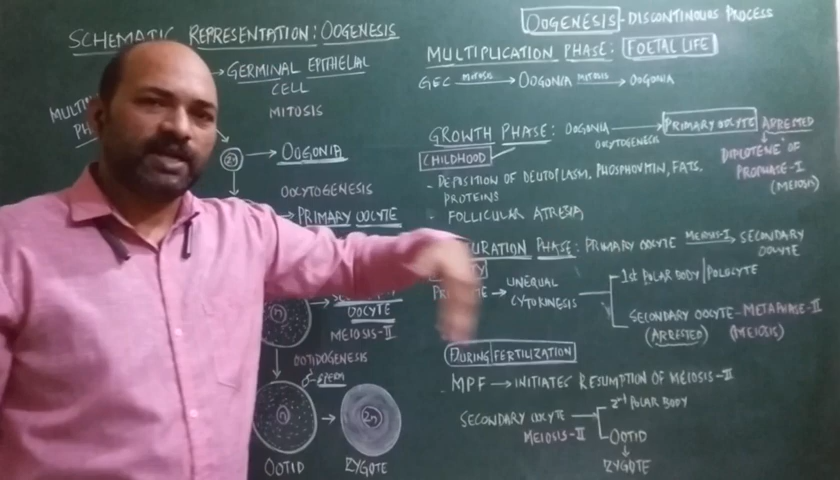 SCHEMATIC REPRESENTATION: OOGENESIS
GERMINAL EPITHELIAL
CELL
MITOSIS
2n
OOGONIA
OOCYTOGENESIS
PRIMARY OOCYTE
OOCYTE
MEIOSIS-II
OOTIDOGENESIS
SPERM
n
2n
OOTID
ZYGOTE
OOGENESIS - DISCONTINOUS PROCESS
MULTIPLICATION PHASE: FOETAL LIFE
GEC MITOSIS OOGONIA MITOSIS OOGONIA
GROWTH PHASE: OOGONIA OOCYTOGENESIS PRIMARY OOCYTE ARRESTED
DIPLOTENE OF
PROPHASE-I
(MEIOSIS)
CHILDHOOD
- DEPOSITION OF DEUTOPLASM, PHOSPHOVITIN, FATS,
PROTEINS
- FOLLICULAR ATRESIA
PHASE: PRIMARY OOCYTE MEIOSIS-I SECONDARY
OOCYTE
UNEQUAL
CYTOKINESIS
1st POLAR BODY / POLOCYTE
SECONDARY OOCYTE - METAPHASE-II
(ARRESTED) (MEIOSIS)
DURING FERTILIZATION
MPF INITIATES RESUMPTION OF MEIOSIS-II
SECONDARY OOCYTE
MEIOSIS-II
2nd POLAR BODY
OOTID
ZYGOTE